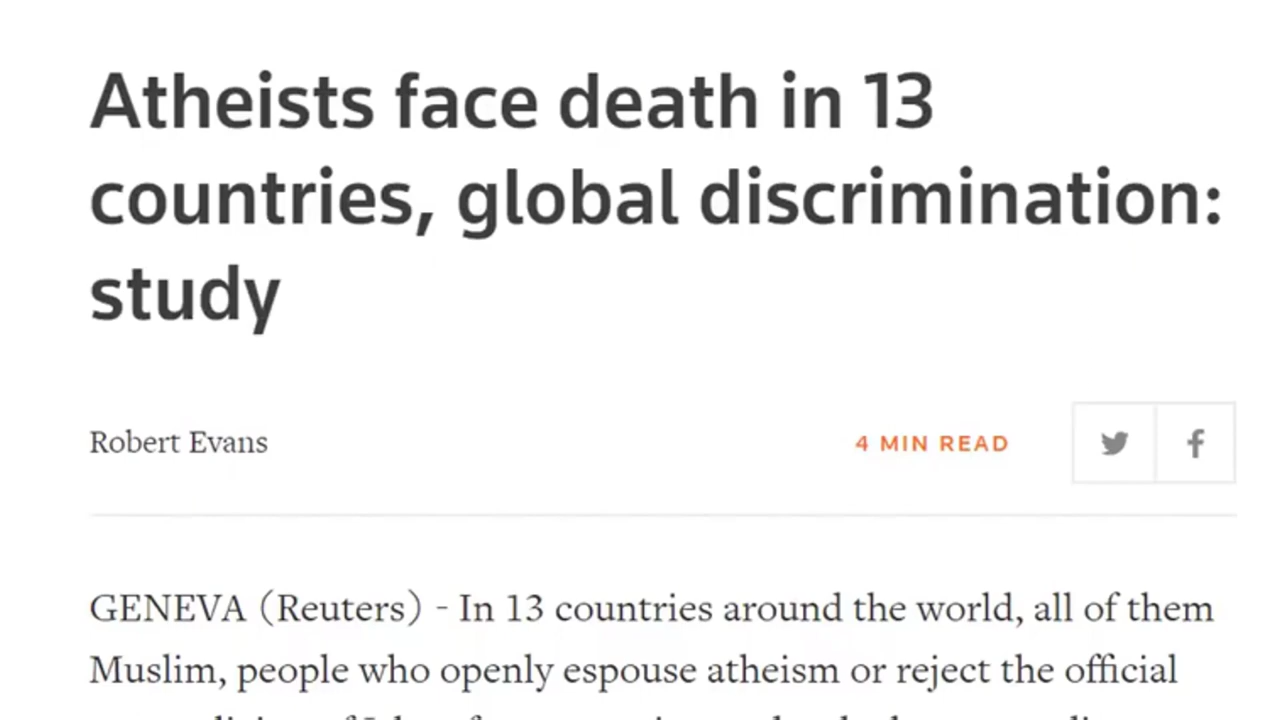 Atheists face death in 13
countries, global discrimination:
study
Robert Evans
4 MIN READ
GENEVA (Reuters) - In 13 countries around the world, all of them
Muslim, people who openly espouse atheism or reject the official